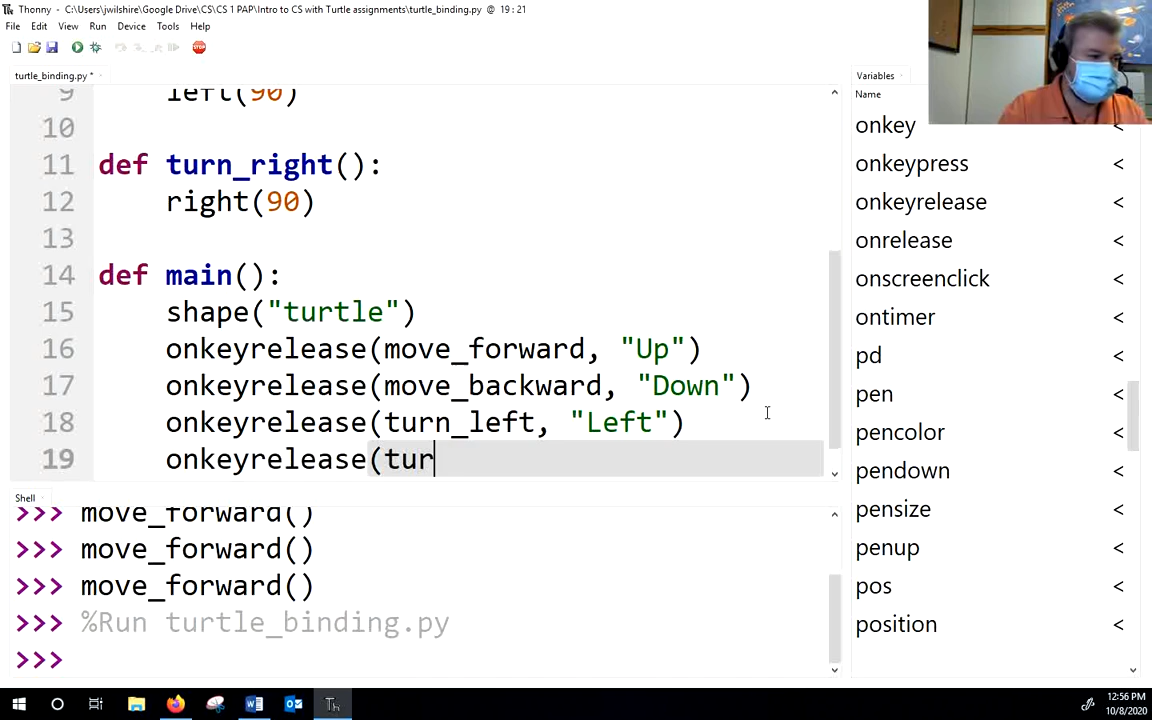 Thonny - C:\Users\jwilshire\Google Drive\CS\CS 1 PAP\Intro to CS with Turtle assignments\turtle_binding.py @ 19 : 21
File Edit View Run Device Tools Help
turtle_binding.py *
9 left(90)
10
11 def turn_right():
12 right(90)
13
14 def main():
15 shape("turtle")
16 onkeyrelease(move_forward, "Up")
17 onkeyrelease(move_backward, "Down")
18 onkeyrelease(turn_left, "Left")
19 onkeyrelease(tur
Shell
>>> move_forward()
>>> move_forward()
>>> move_forward()
>>> %Run turtle_binding.py
>>>
Variables
Name
onkey <
onkeypress <
onkeyrelease <
onrelease <
onscreenclick <
ontimer <
pd <
pen <
pencolor <
pendown <
pensize <
penup <
pos <
position <
12:56 PM
10/8/2020